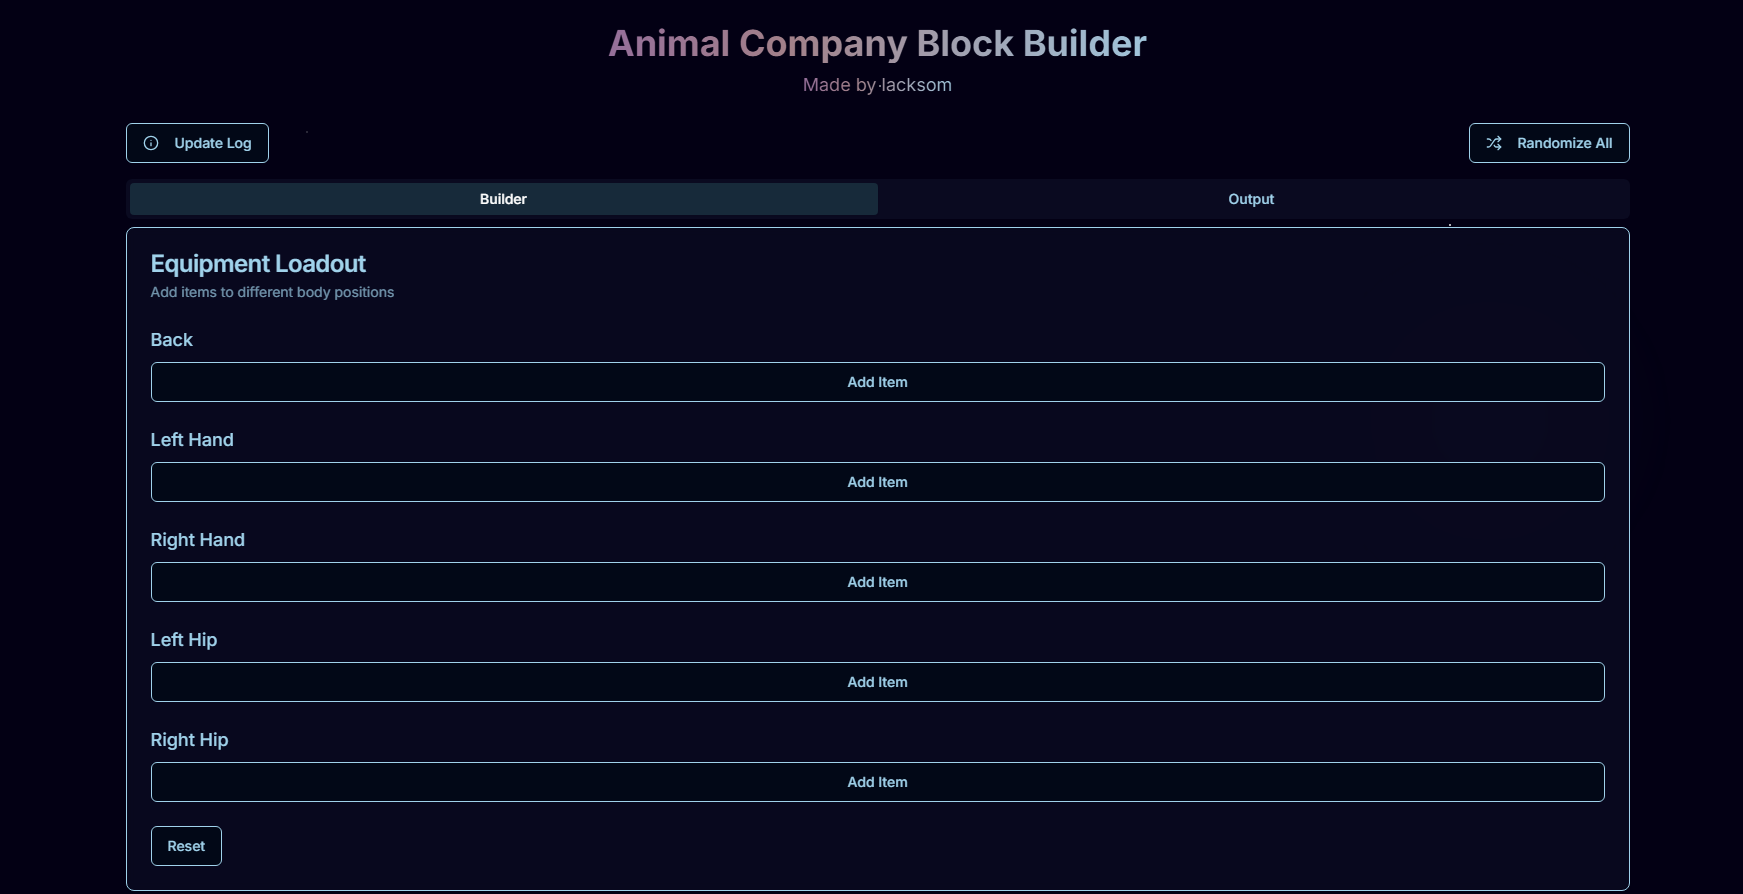 Animal Company Block Builder
Made by lacksom
Update Log
Randomize All
Builder
Output
Equipment Loadout
Add items to different body positions
Back
Add Item
Left Hand
Add Item
Right Hand
Add Item
Left Hip
Add Item
Right Hip
Add Item
Reset